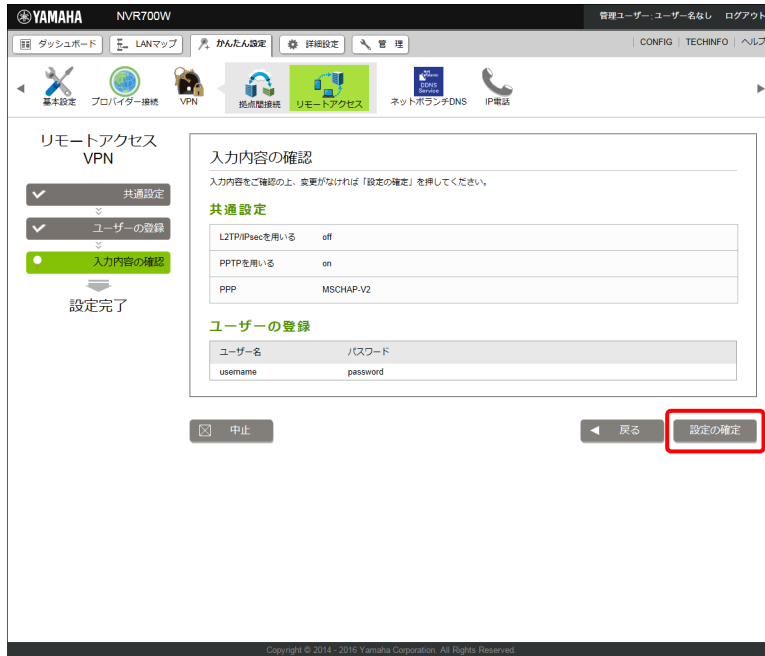 YAMAHA NVR700W 管理ユーザー:ユーザー名なし ログアウト
ダッシュボード LANマップ かんたん設定 詳細設定 管 理 CONFIG TECHINFO ヘルプ
基本設定 プロバイダー接続 VPN 拠点間接続 リモートアクセス ネットボランチDNS IP電話
DDNS
Service
リモートアクセス
VPN
共通設定
ユーザーの登録
入力内容の確認
設定完了
入力内容の確認
入力内容をご確認の上、変更がなければ「設定の確定」を押してください。
共通設定
L2TP/IPsecを用いる off
PPTPを用いる on
PPP MSCHAP-V2
ユーザーの登録
ユーザー名 パスワード
username password
中止 戻る 設定の確定
Copyright © 2014 - 2016 Yamaha Corporation. All Rights Reserved.